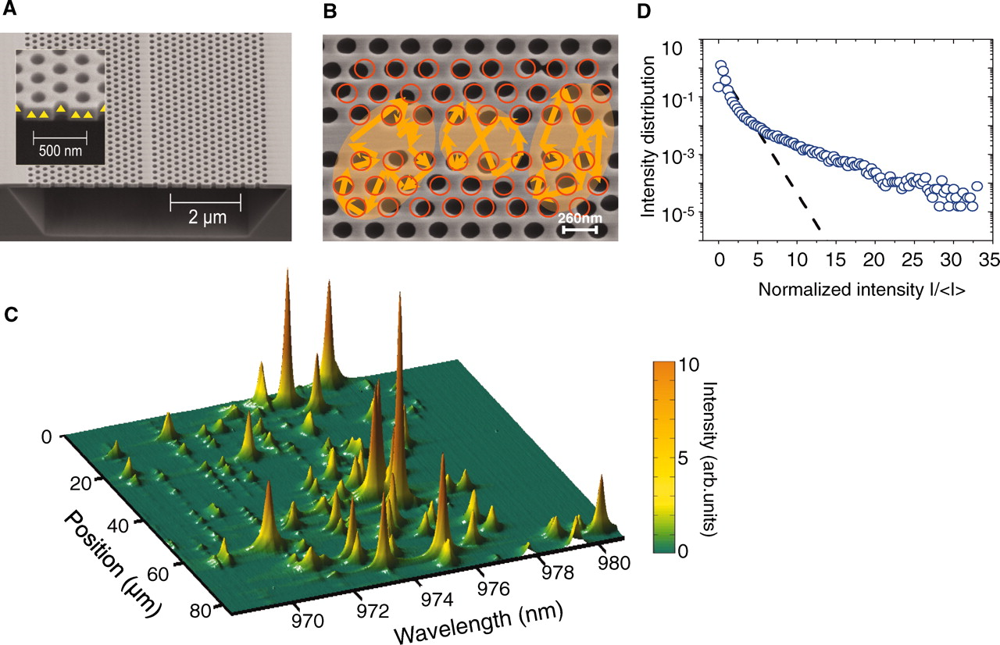 A
500 nm
2 μm
B
260nm
D
Intensity distribution
10
10-1
10-3
10-5
0 5 10 15 20 25 30 35
Normalized intensity I/<I>
C
0
20
40
60
80
Position (μm)
970 972 974 976 978 980
Wavelength (nm)
10
5
0
Intensity (arb.units)